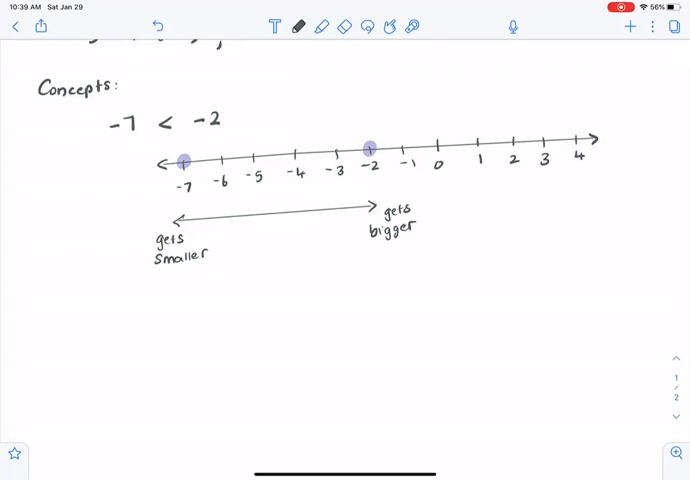 10:39 AM Sat Jan 29
56%
T
Concepts:
-7 < -2
-7 -6 -5 -4 -3 -2 -1 0 1 2 3 4
gets
smaller
gets
bigger
1
/
2